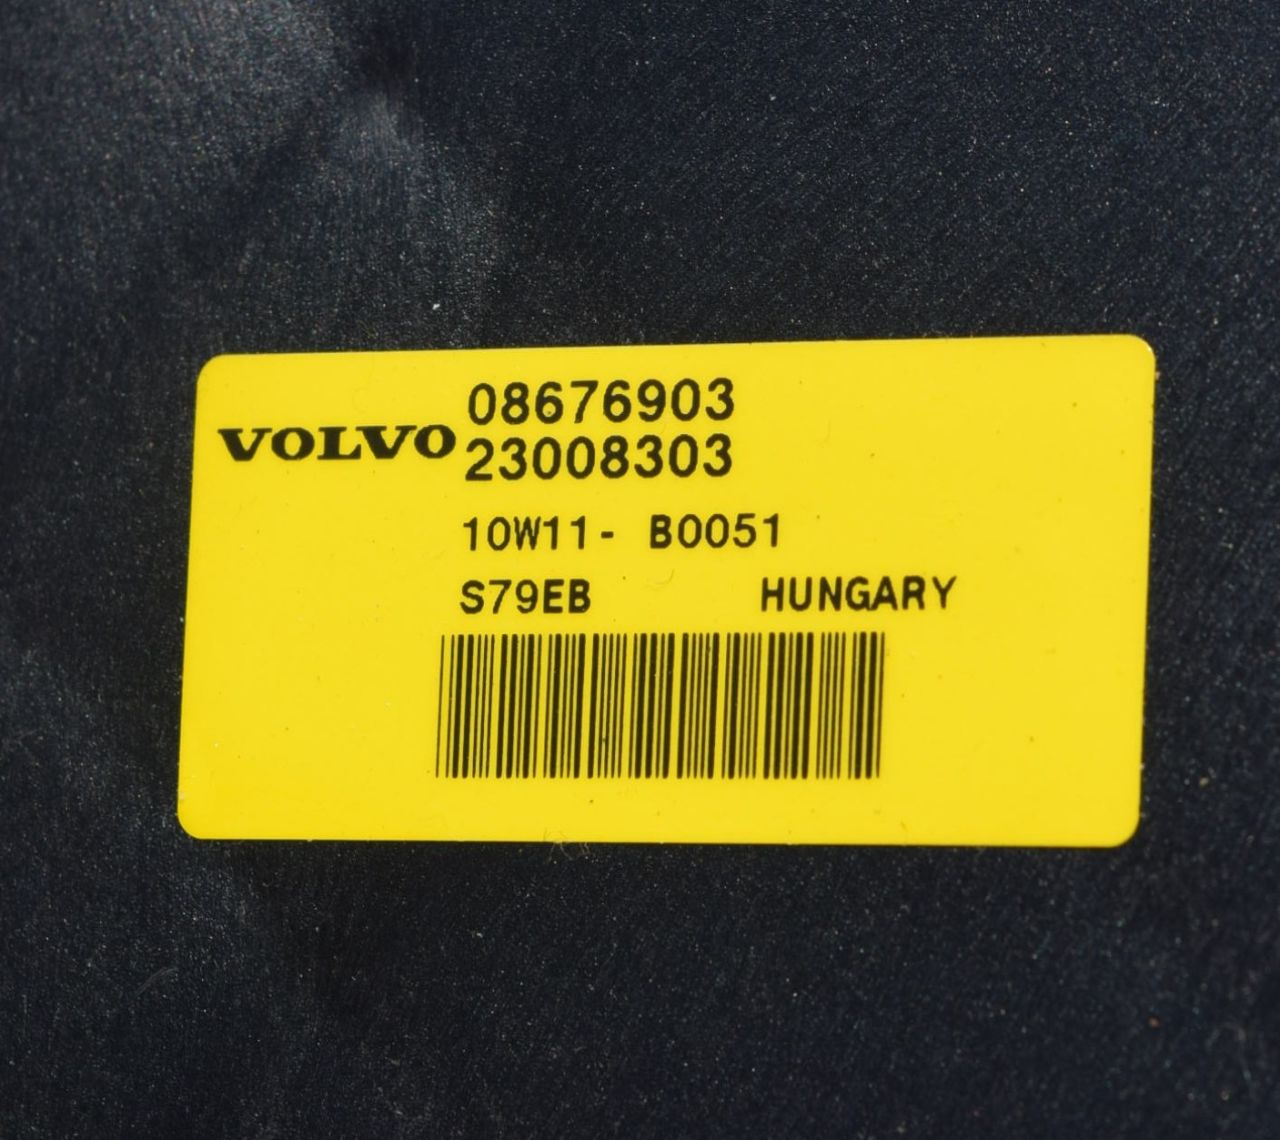 08676903
VOLVO
23008303
10W11- B0051
S79EB HUNGARY